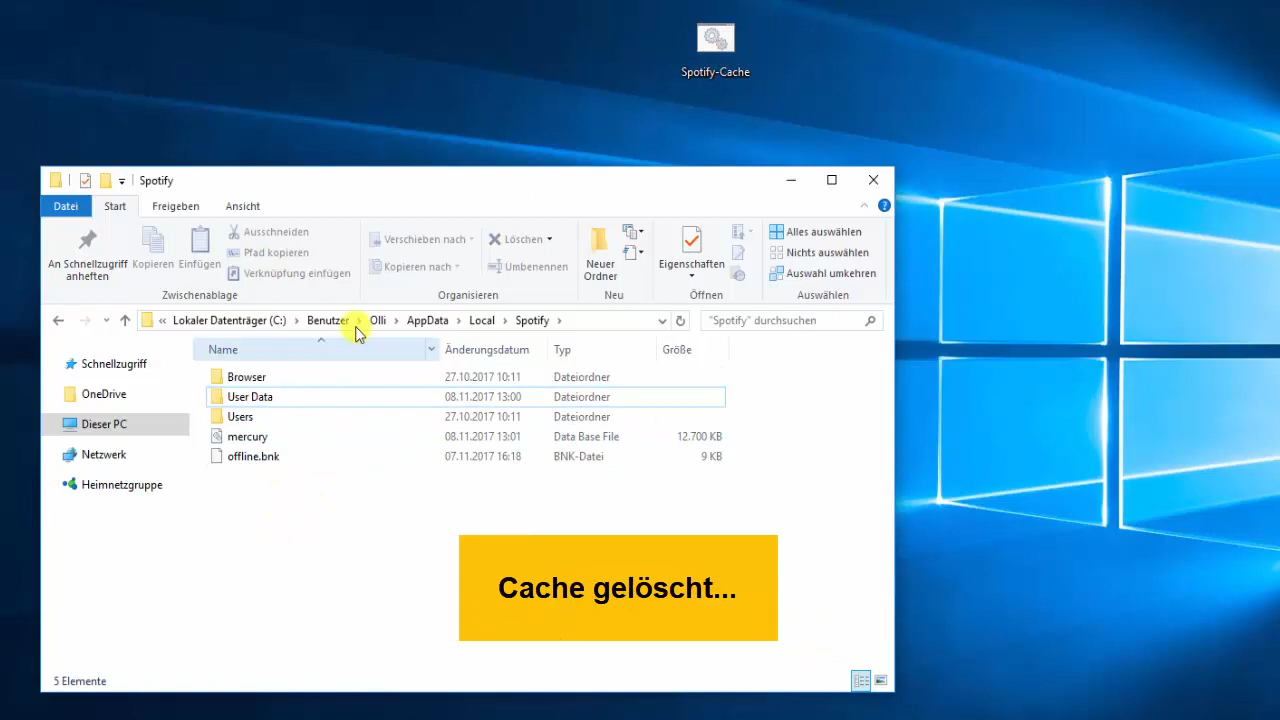 Spotify-Cache
Spotify
Datei Start Freigeben Ansicht
An Schnellzugriff
anheften
Kopieren
Einfügen
Ausschneiden
Pfad kopieren
Verknüpfung einfügen
Zwischenablage
Verschieben nach
Kopieren nach
Löschen
Umbenennen
Organisieren
Neuer
Ordner
Neu
Eigenschaften
Öffnen
Alles auswählen
Nichts auswählen
Auswahl umkehren
Auswählen
« Lokaler Datenträger (C:) > Benutzer > Olli > AppData > Local > Spotify >
"Spotify" durchsuchen
Schnellzugriff
OneDrive
Dieser PC
Netzwerk
Heimnetzgruppe
Name Änderungsdatum Typ Größe
Browser 27.10.2017 10:11 Dateiordner
User Data 08.11.2017 13:00 Dateiordner
Users 27.10.2017 10:11 Dateiordner
mercury 08.11.2017 13:01 Data Base File 12.700 KB
offline.bnk 07.11.2017 16:18 BNK-Datei 9 KB
Cache gelöscht...
5 Elemente